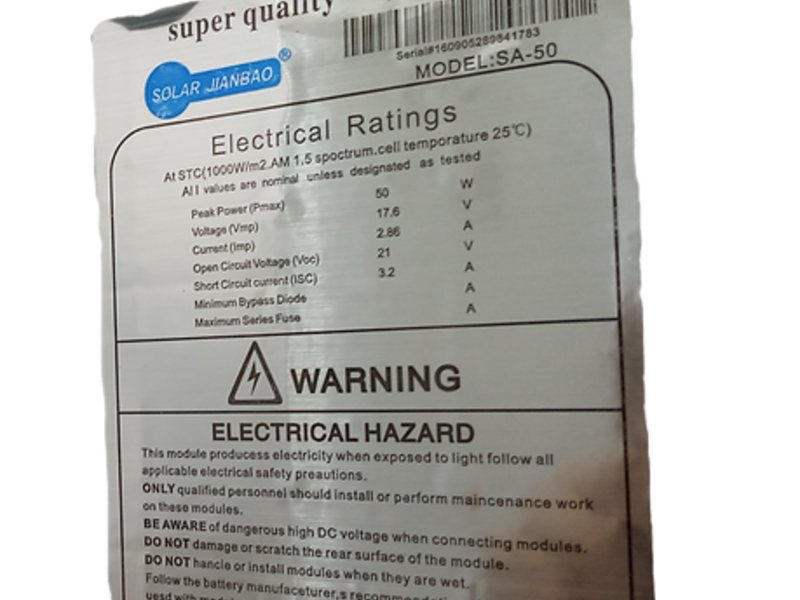 super quality
Serial#160905289841783
MODEL:SA-50
SOLAR JIANBAO®
Electrical Ratings
At STC(1000W/m2.AM 1.5 spoctrum.cell temporature 25℃)
All values are nominal unless designated as tested
Peak Power (Pmax) 50 W
Voltage (Vmp) 17.6 V
Current (Imp) 2.86 A
Open Circuit Voltage (Voc) 21 V
Short Circuit current (ISC) 3.2 A
Minimum Bypass Diode A
Maximum Series Fuse A
WARNING
ELECTRICAL HAZARD
This module producess electricity when exposed to light follow all
applicable electrical safety preautions.
ONLY qualified personnel should install or perform maincenance work
on these modules.
BE AWARE of dangerous high DC voltage when connecting modules.
DO NOT damage or scratch the rear surface of the module.
DO NOT hancle or install modules when they are wet.
Follow the battery manufaceturer,s
uesd with